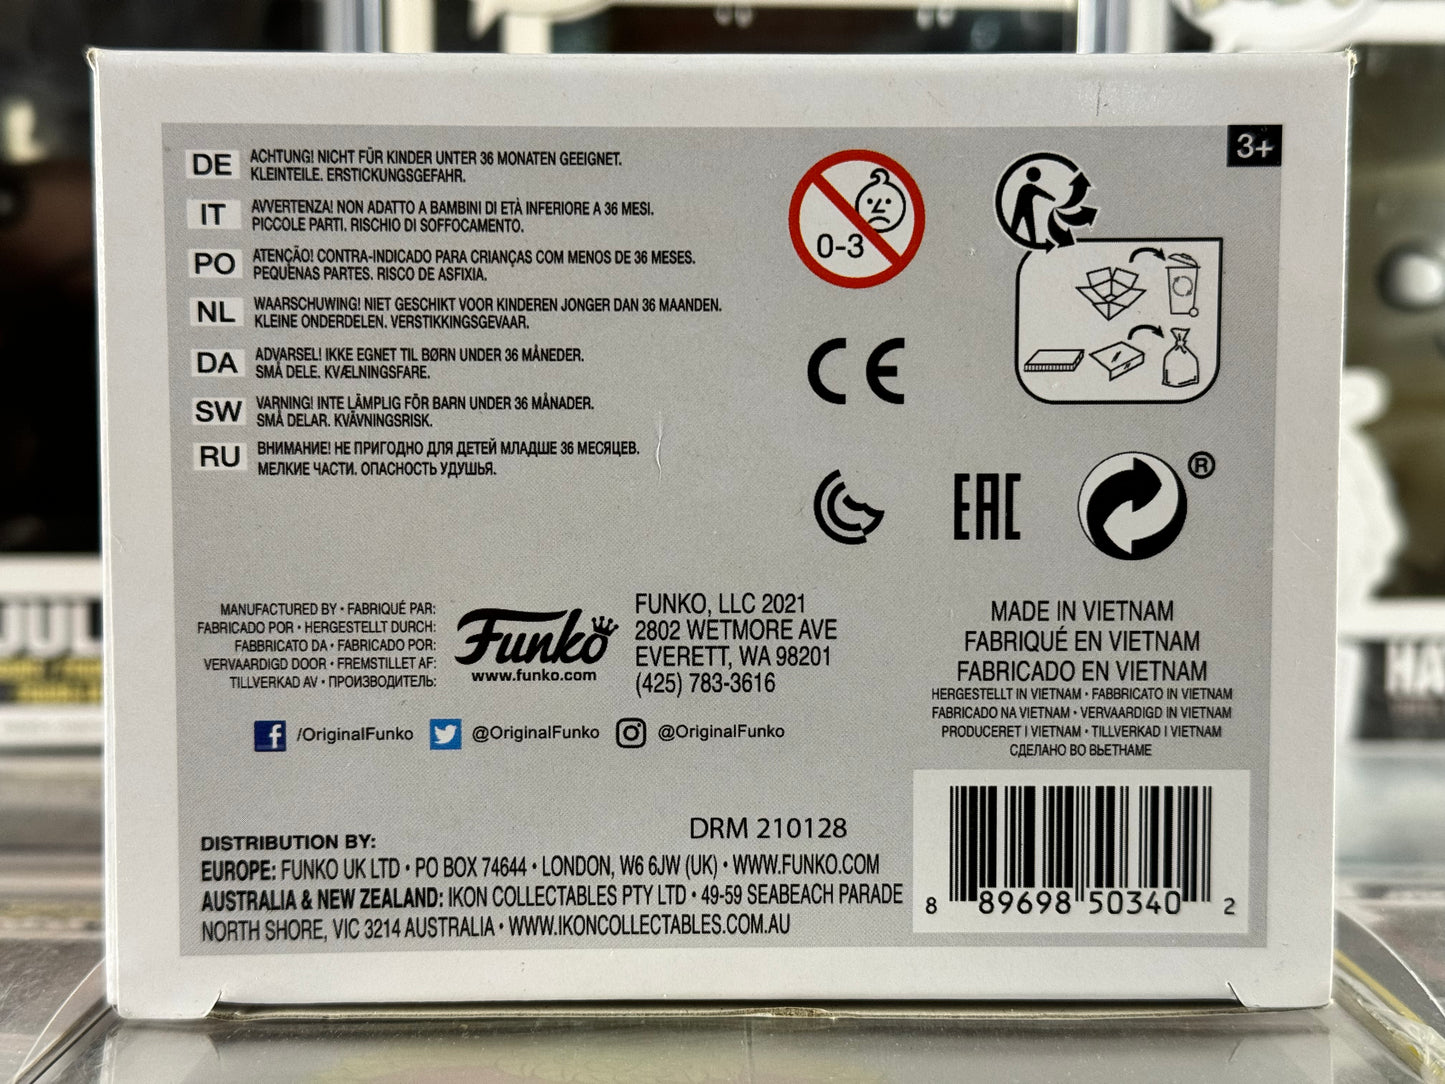 3+
DE
ACHTUNG! NICHT FÜR KINDER UNTER 36 MONATEN GEEIGNET.
KLEINTEILE. ERSTICKUNGSGEFAHR.
IT
AVVERTENZA! NON ADATTO A BAMBINI DI ETÀ INFERIORE A 36 MESI.
PICCOLE PARTI. RISCHIO DI SOFFOCAMENTO.
PO
ATENÇÃO! CONTRA-INDICADO PARA CRIANÇAS COM MENOS DE 36 MESES.
PEQUENAS PARTES. RISCO DE ASFIXIA.
NL
WAARSCHUWING! NIET GESCHIKT VOOR KINDEREN JONGER DAN 36 MAANDEN.
KLEINE ONDERDELEN. VERSTIKKINGSGEVAAR.
DA
ADVARSEL! IKKE EGNET TIL BØRN UNDER 36 MÅNEDER.
SMÅ DELE. KVÆLNINGSFARE.
SW
VARNING! INTE LÄMPLIG FÖR BARN UNDER 36 MÅNADER.
SMÅ DELAR. KVÄVNINGSRISK.
RU
ВНИМАНИЕ! НЕ ПРИГОДНО ДЛЯ ДЕТЕЙ МЛАДШЕ 36 МЕСЯЦЕВ.
МЕЛКИЕ ЧАСТИ. ОПАСНОСТЬ УДУШЬЯ.
0-3
CE
EAC
®
MANUFACTURED BY • FABRIQUÉ PAR:
FABRICADO POR • HERGESTELLT DURCH:
FABBRICATO DA • FABRICADO POR:
VERVAARDIGD DOOR • FREMSTILLET AF:
TILLVERKAD AV • ПРОИЗВОДИТЕЛЬ:
Funko
www.funko.com
FUNKO, LLC 2021
2802 WETMORE AVE
EVERETT, WA 98201
(425) 783-3616
MADE IN VIETNAM
FABRIQUÉ EN VIETNAM
FABRICADO EN VIETNAM
HERGESTELLT IN VIETNAM • FABBRICATO IN VIETNAM
FABRICADO NA VIETNAM • VERVAARDIGD IN VIETNAM
PRODUCERET I VIETNAM • TILLVERKAD I VIETNAM
СДЕЛАНО ВО ВЬЕТНАМЕ
/OriginalFunko @OriginalFunko @OriginalFunko
DRM 210128
DISTRIBUTION BY:
EUROPE: FUNKO UK LTD • PO BOX 74644 • LONDON, W6 6JW (UK) • WWW.FUNKO.COM
AUSTRALIA & NEW ZEALAND: IKON COLLECTABLES PTY LTD • 49-59 SEABEACH PARADE
NORTH SHORE, VIC 3214 AUSTRALIA • WWW.IKONCOLLECTABLES.COM.AU
8 89698 50340 2